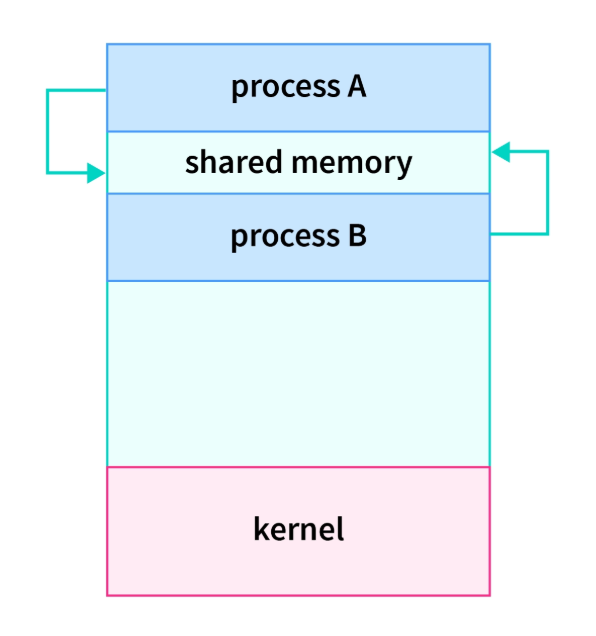 process A
shared memory
process B
kernel